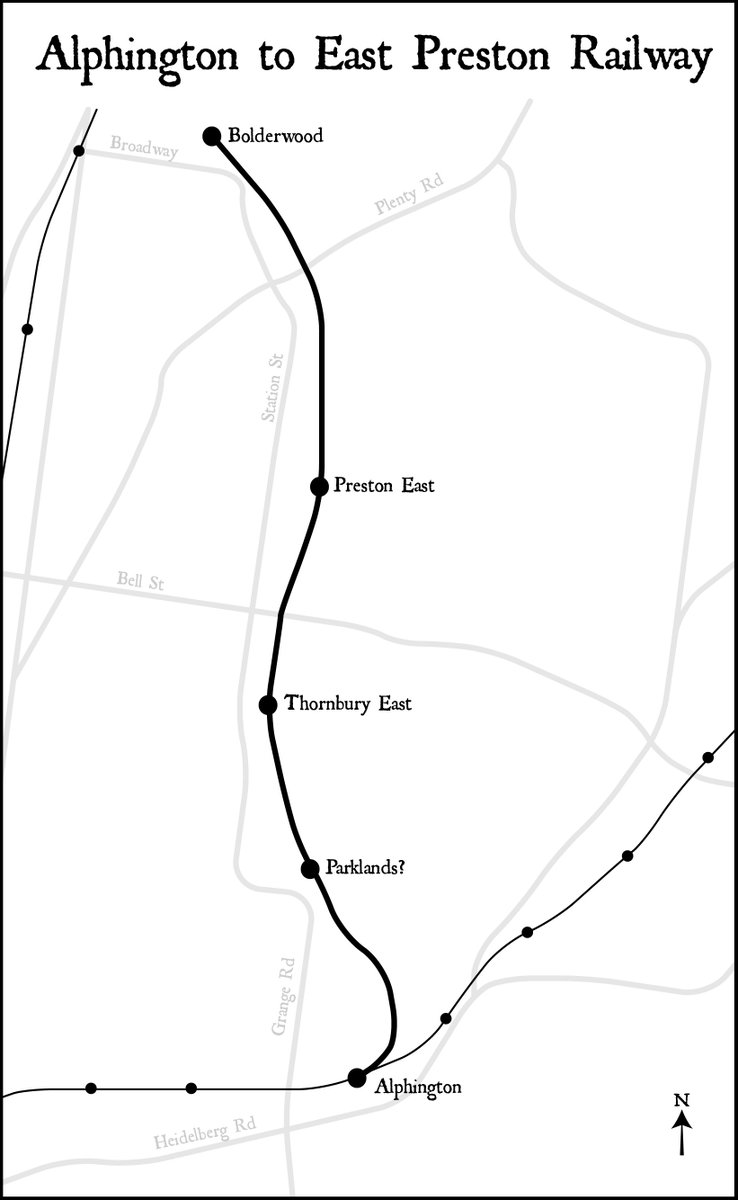 Alphington to East Preston Railway
Bolderwood
Broadway
Plenty Rd
Station St
Preston East
Bell St
Thornbury East
Parklands?
Grange Rd
Alphington
N
Heidelberg Rd